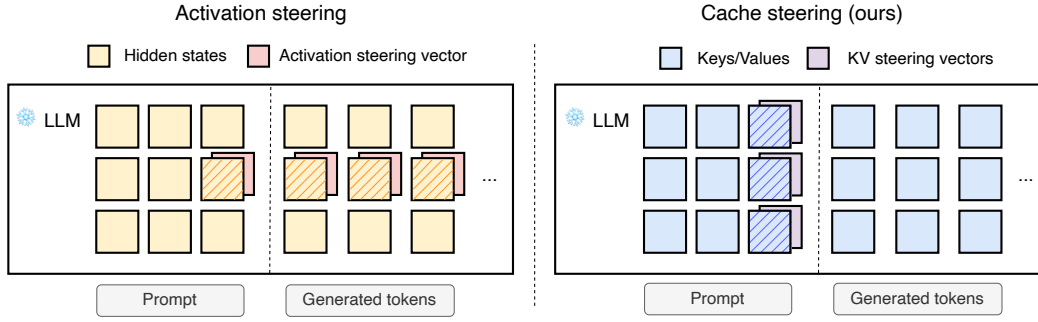 Activation steering
Hidden states
Activation steering vector
LLM
...
Prompt
Generated tokens
Cache steering (ours)
Keys/Values
KV steering vectors
LLM
...
Prompt
Generated tokens